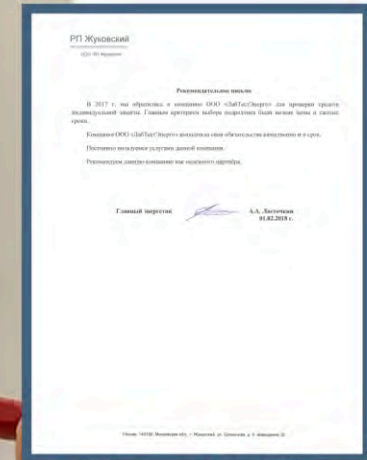 РП Жуковский
Рекомендательное письмо
В 2017 г. мы обратились в компанию ООО «ЛабТестЭнерго» для проверки средств
индивидуальной защиты. Главным критерием выбора подрядчика были низкие цены и сжатые
сроки.
Компания ООО «ЛабТестЭнерго» выполнила свои обязательства качественно и в срок.
Постоянно пользуемся услугами данной компании.
Рекомендуем данную компанию как надежного партнёра.
Главный энергетик
А.А. Ласточкин
01.02.2018 г.